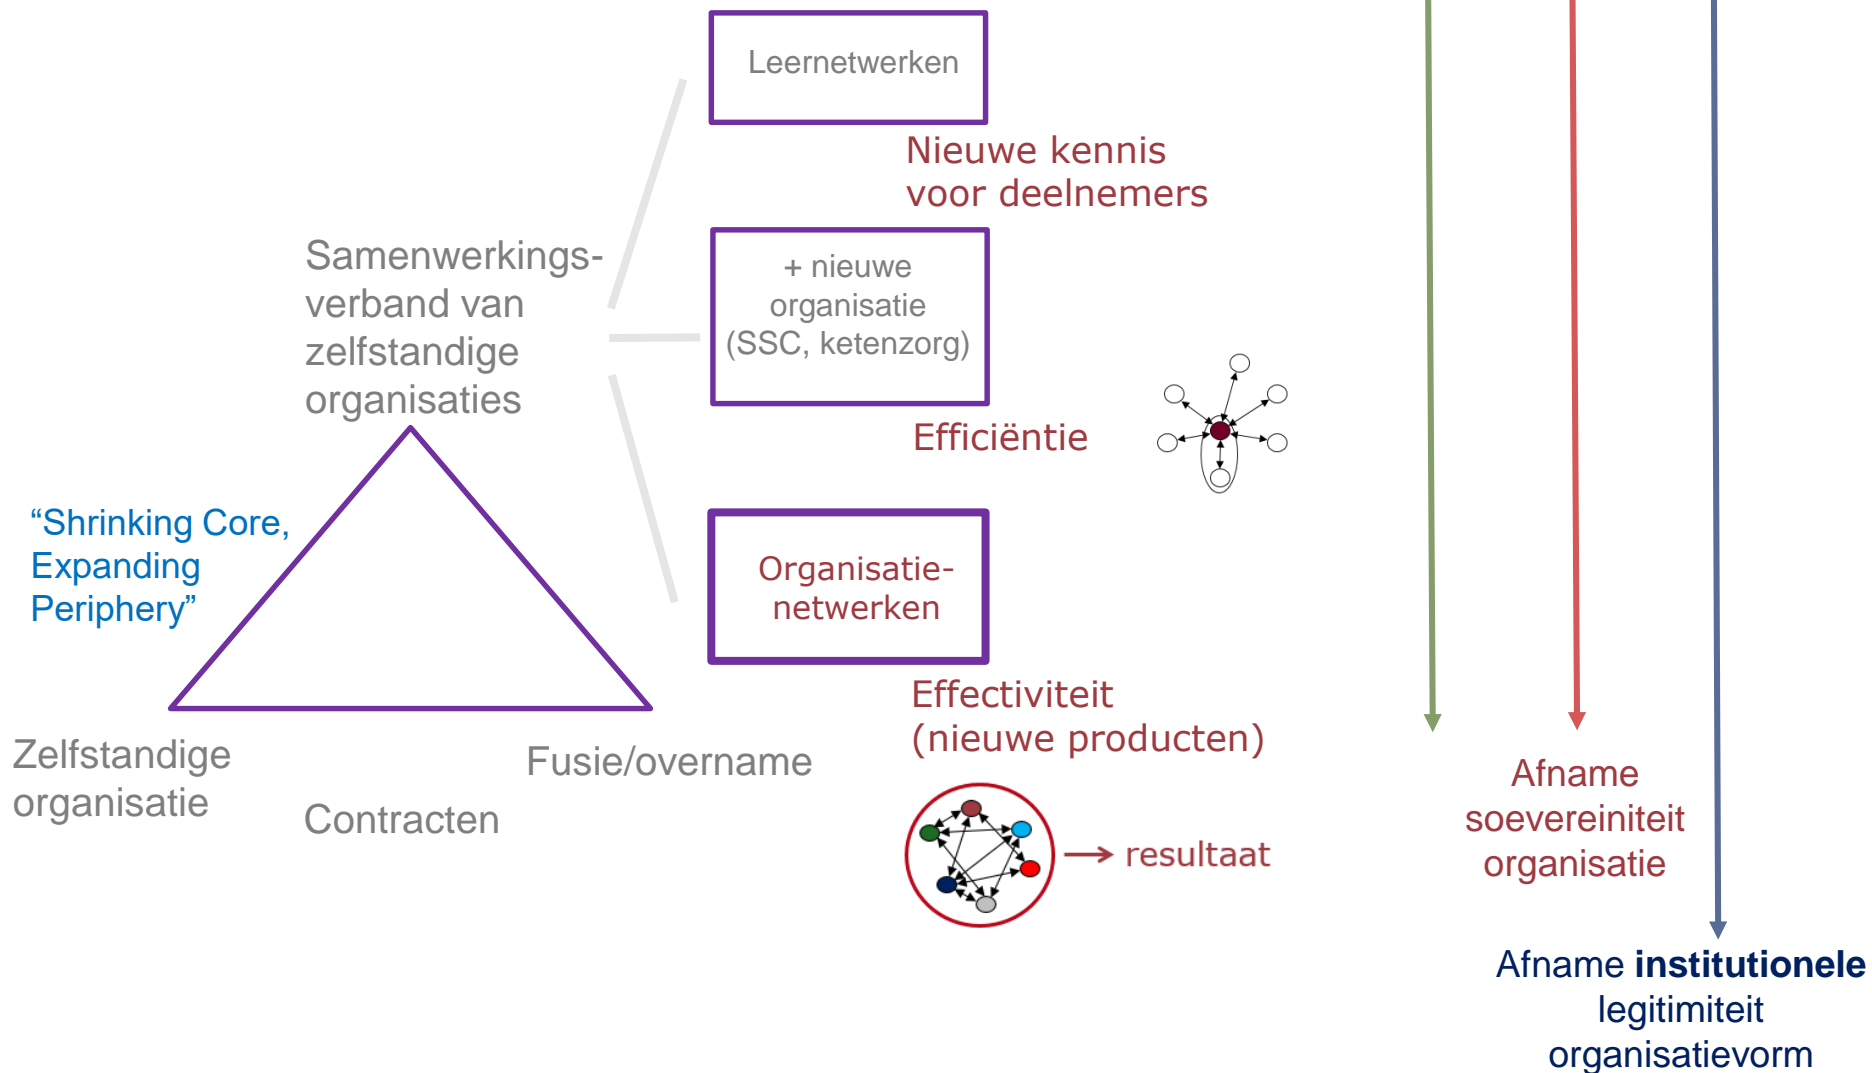 Leernetwerken
Nieuwe kennis
voor deelnemers
Samenwerkings-
verband van
zelfstandige
organisaties
+ nieuwe
organisatie
(SSC, ketenzorg)
Efficiëntie
“Shrinking Core,
Expanding
Periphery”
Organisatie-
netwerken
Effectiviteit
(nieuwe producten)
Zelfstandige
organisatie
Contracten
Fusie/overname
resultaat
Afname
soevereiniteit
organisatie
Afname institutionele
legitimiteit
organisatievorm